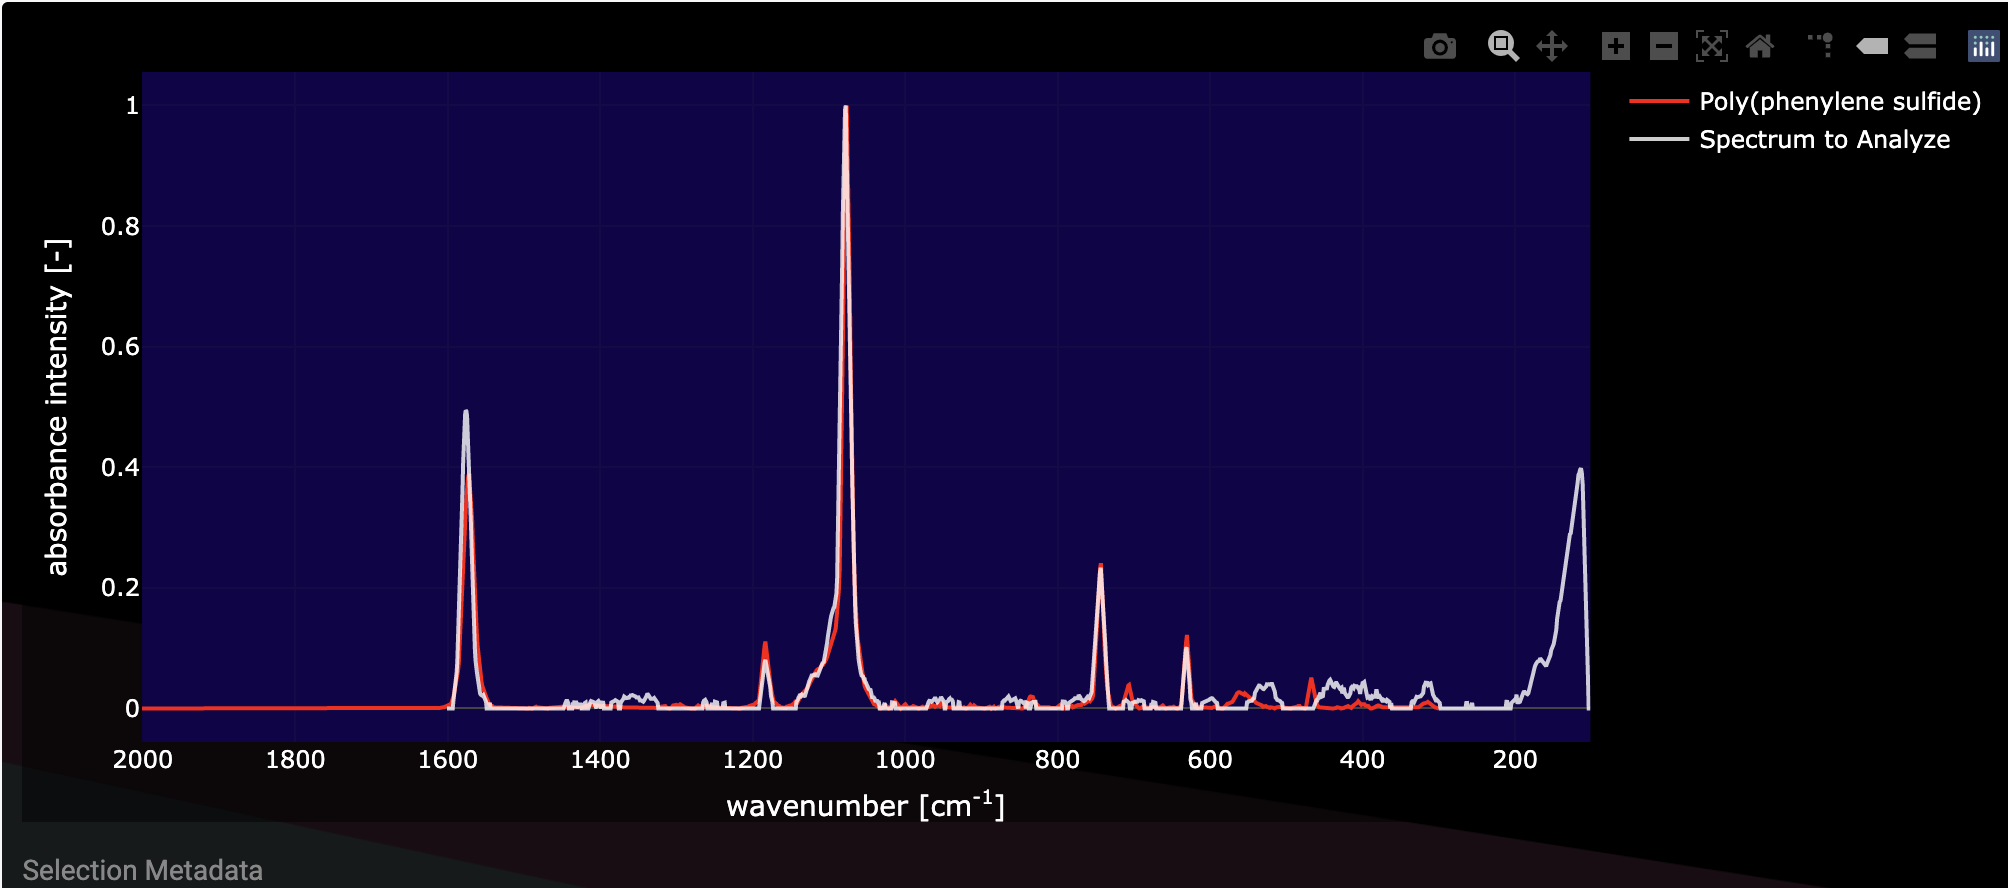 Poly(phenylene sulfide)
Spectrum to Analyze
absorbance intensity [-]
1
0.8
0.6
0.4
0.2
0
2000 1800 1600 1400 1200 1000 800 600 400 200
wavenumber [cm⁻¹]
Selection Metadata